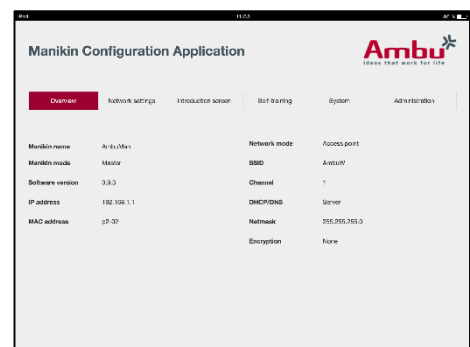 iPad 11:53
Manikin Configuration Application
Ambu
Ideas that work for life
Overview Network settings Introduction screen Self-training System Administration
Manikin name AmbuMan Network mode Access point
Manikin mode Master SSID AmbuW
Software version 3.9.3 Channel 1
IP address 192.168.1.1 DHCP/DNS Server
MAC address p2-02 Netmask 255.255.255.0
Encryption None